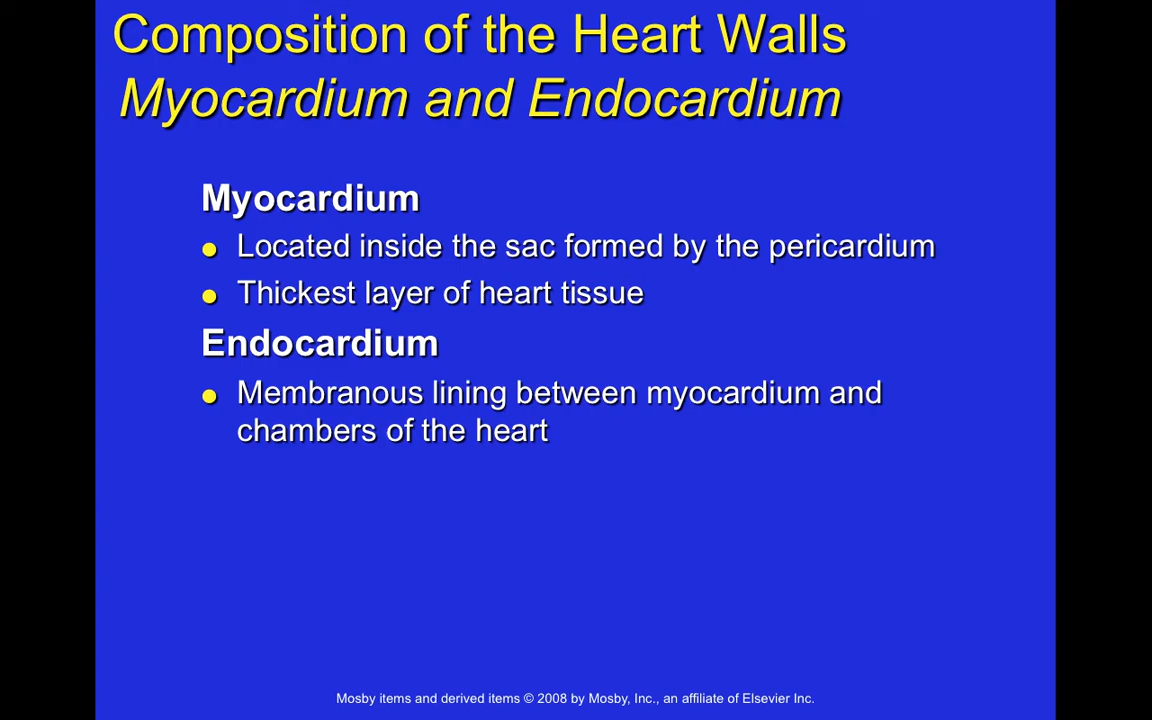 Composition of the Heart Walls
Myocardium and Endocardium
Myocardium
● Located inside the sac formed by the pericardium
● Thickest layer of heart tissue
Endocardium
● Membranous lining between myocardium and
chambers of the heart
Mosby items and derived items © 2008 by Mosby, Inc., an affiliate of Elsevier Inc.